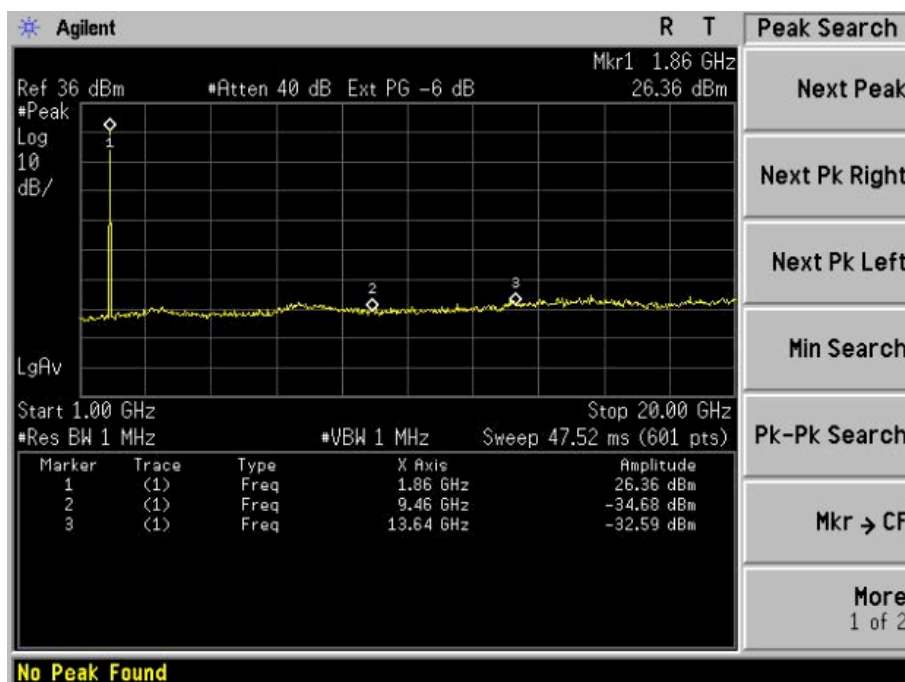 Agilent R T Peak Search
Mkr1 1.86 GHz
Ref 36 dBm #Atten 40 dB Ext PG -6 dB 26.36 dBm
#Peak
Log
10
dB/
1
2
3
LgAv
Start 1.00 GHz Stop 20.00 GHz
#Res BW 1 MHz #VBW 1 MHz Sweep 47.52 ms (601 pts)
Marker Trace Type X Axis Amplitude
1 (1) Freq 1.86 GHz 26.36 dBm
2 (1) Freq 9.46 GHz -34.68 dBm
3 (1) Freq 13.64 GHz -32.59 dBm
No Peak Found
Next Peak
Next Pk Right
Next Pk Left
Min Search
Pk-Pk Search
Mkr → CF
More
1 of 2